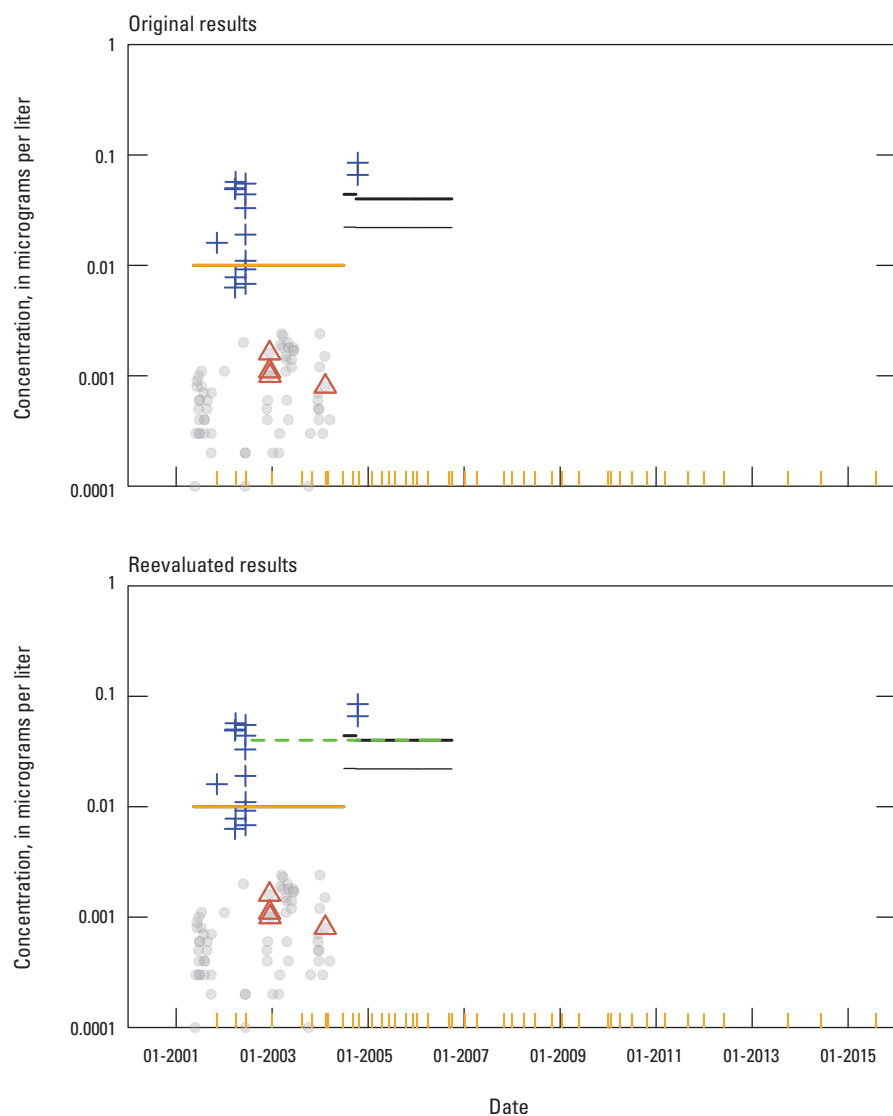 Original results
Concentration, in micrograms per liter
1
0.1
0.01
0.001
0.0001
Reevaluated results
Concentration, in micrograms per liter
1
0.1
0.01
0.001
0.0001
01-2001 01-2003 01-2005 01-2007 01-2009 01-2011 01-2013 01-2015
Date